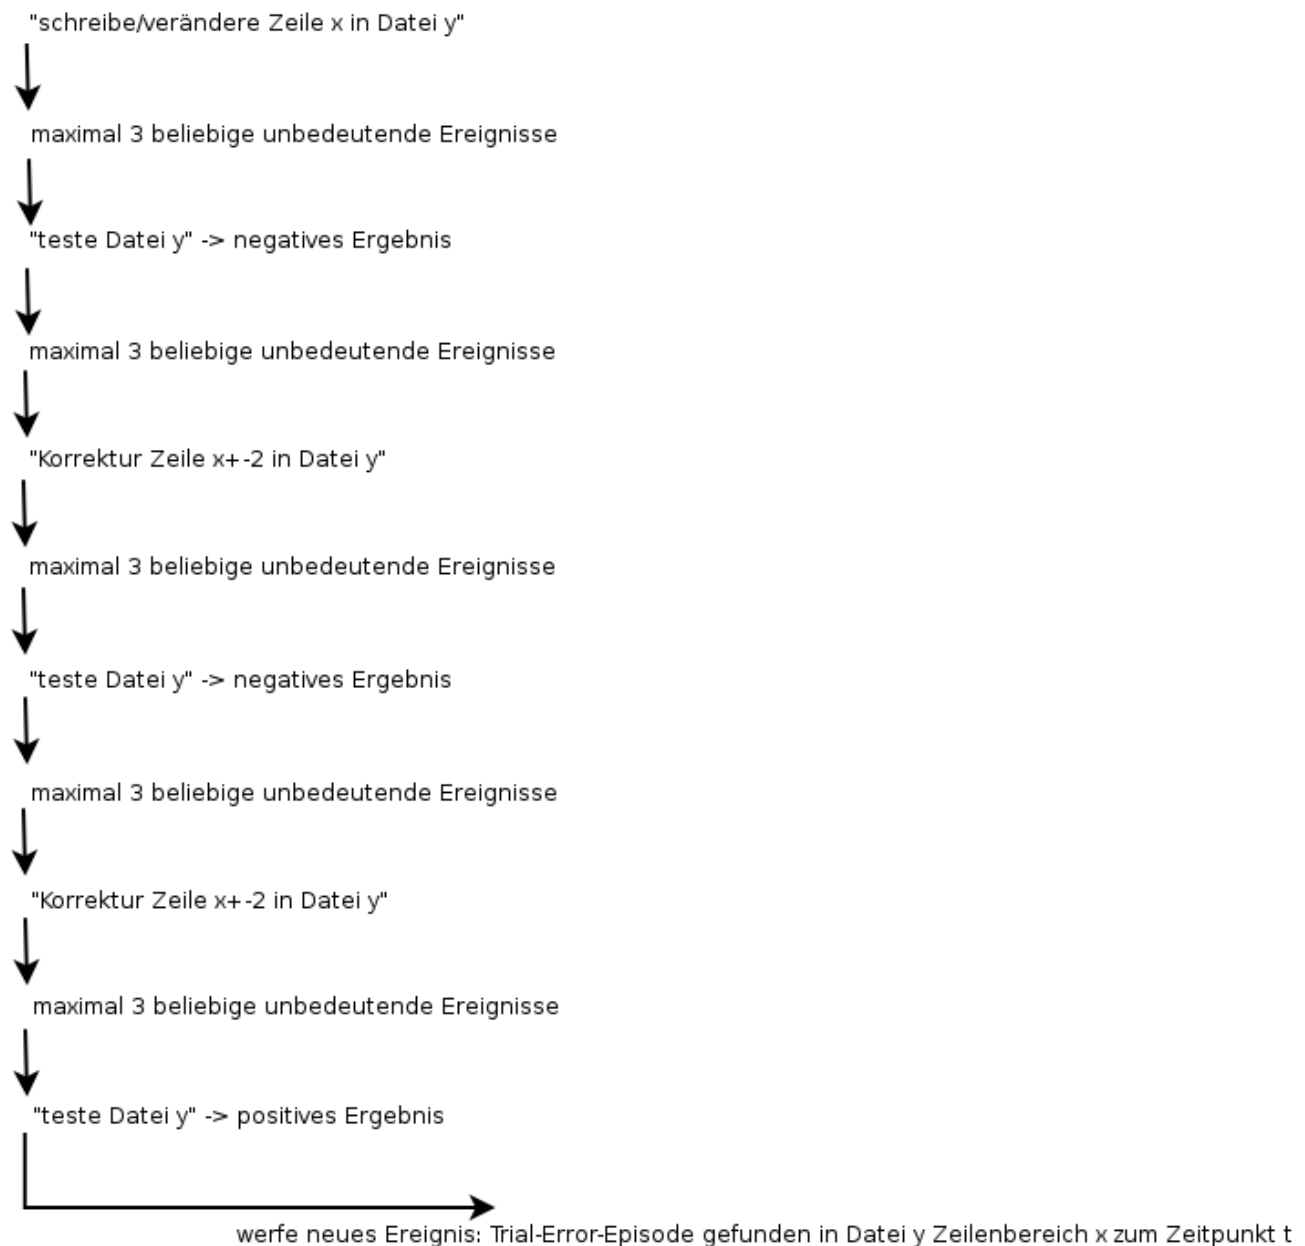 "schreibe/verändere Zeile x in Datei y"
maximal 3 beliebige unbedeutende Ereignisse
"teste Datei y" -> negatives Ergebnis
maximal 3 beliebige unbedeutende Ereignisse
"Korrektur Zeile x+-2 in Datei y"
maximal 3 beliebige unbedeutende Ereignisse
"teste Datei y" -> negatives Ergebnis
maximal 3 beliebige unbedeutende Ereignisse
"Korrektur Zeile x+-2 in Datei y"
maximal 3 beliebige unbedeutende Ereignisse
"teste Datei y" -> positives Ergebnis
werfe neues Ereignis: Trial-Error-Episode gefunden in Datei y Zeilenbereich x zum Zeitpunkt t